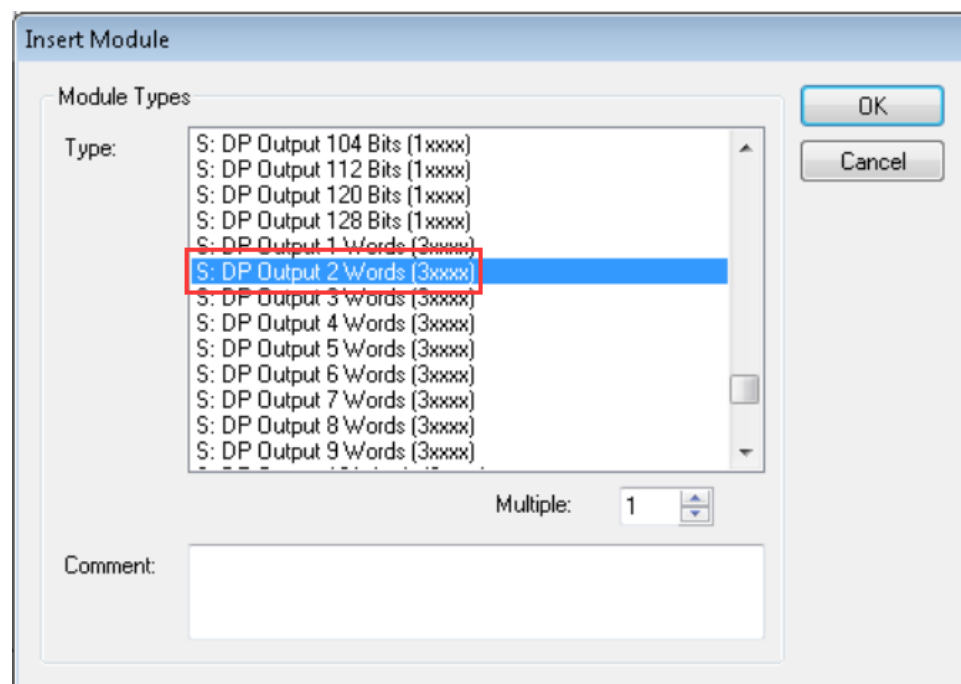 Insert Module
Module Types
Type:
S: DP Output 104 Bits (1xxxx)
S: DP Output 112 Bits (1xxxx)
S: DP Output 120 Bits (1xxxx)
S: DP Output 128 Bits (1xxxx)
S: DP Output 1 Words (3xxxx)
S: DP Output 2 Words (3xxxx)
S: DP Output 3 Words (3xxxx)
S: DP Output 4 Words (3xxxx)
S: DP Output 5 Words (3xxxx)
S: DP Output 6 Words (3xxxx)
S: DP Output 7 Words (3xxxx)
S: DP Output 8 Words (3xxxx)
S: DP Output 9 Words (3xxxx)
OK
Cancel
Multiple: 1
Comment: